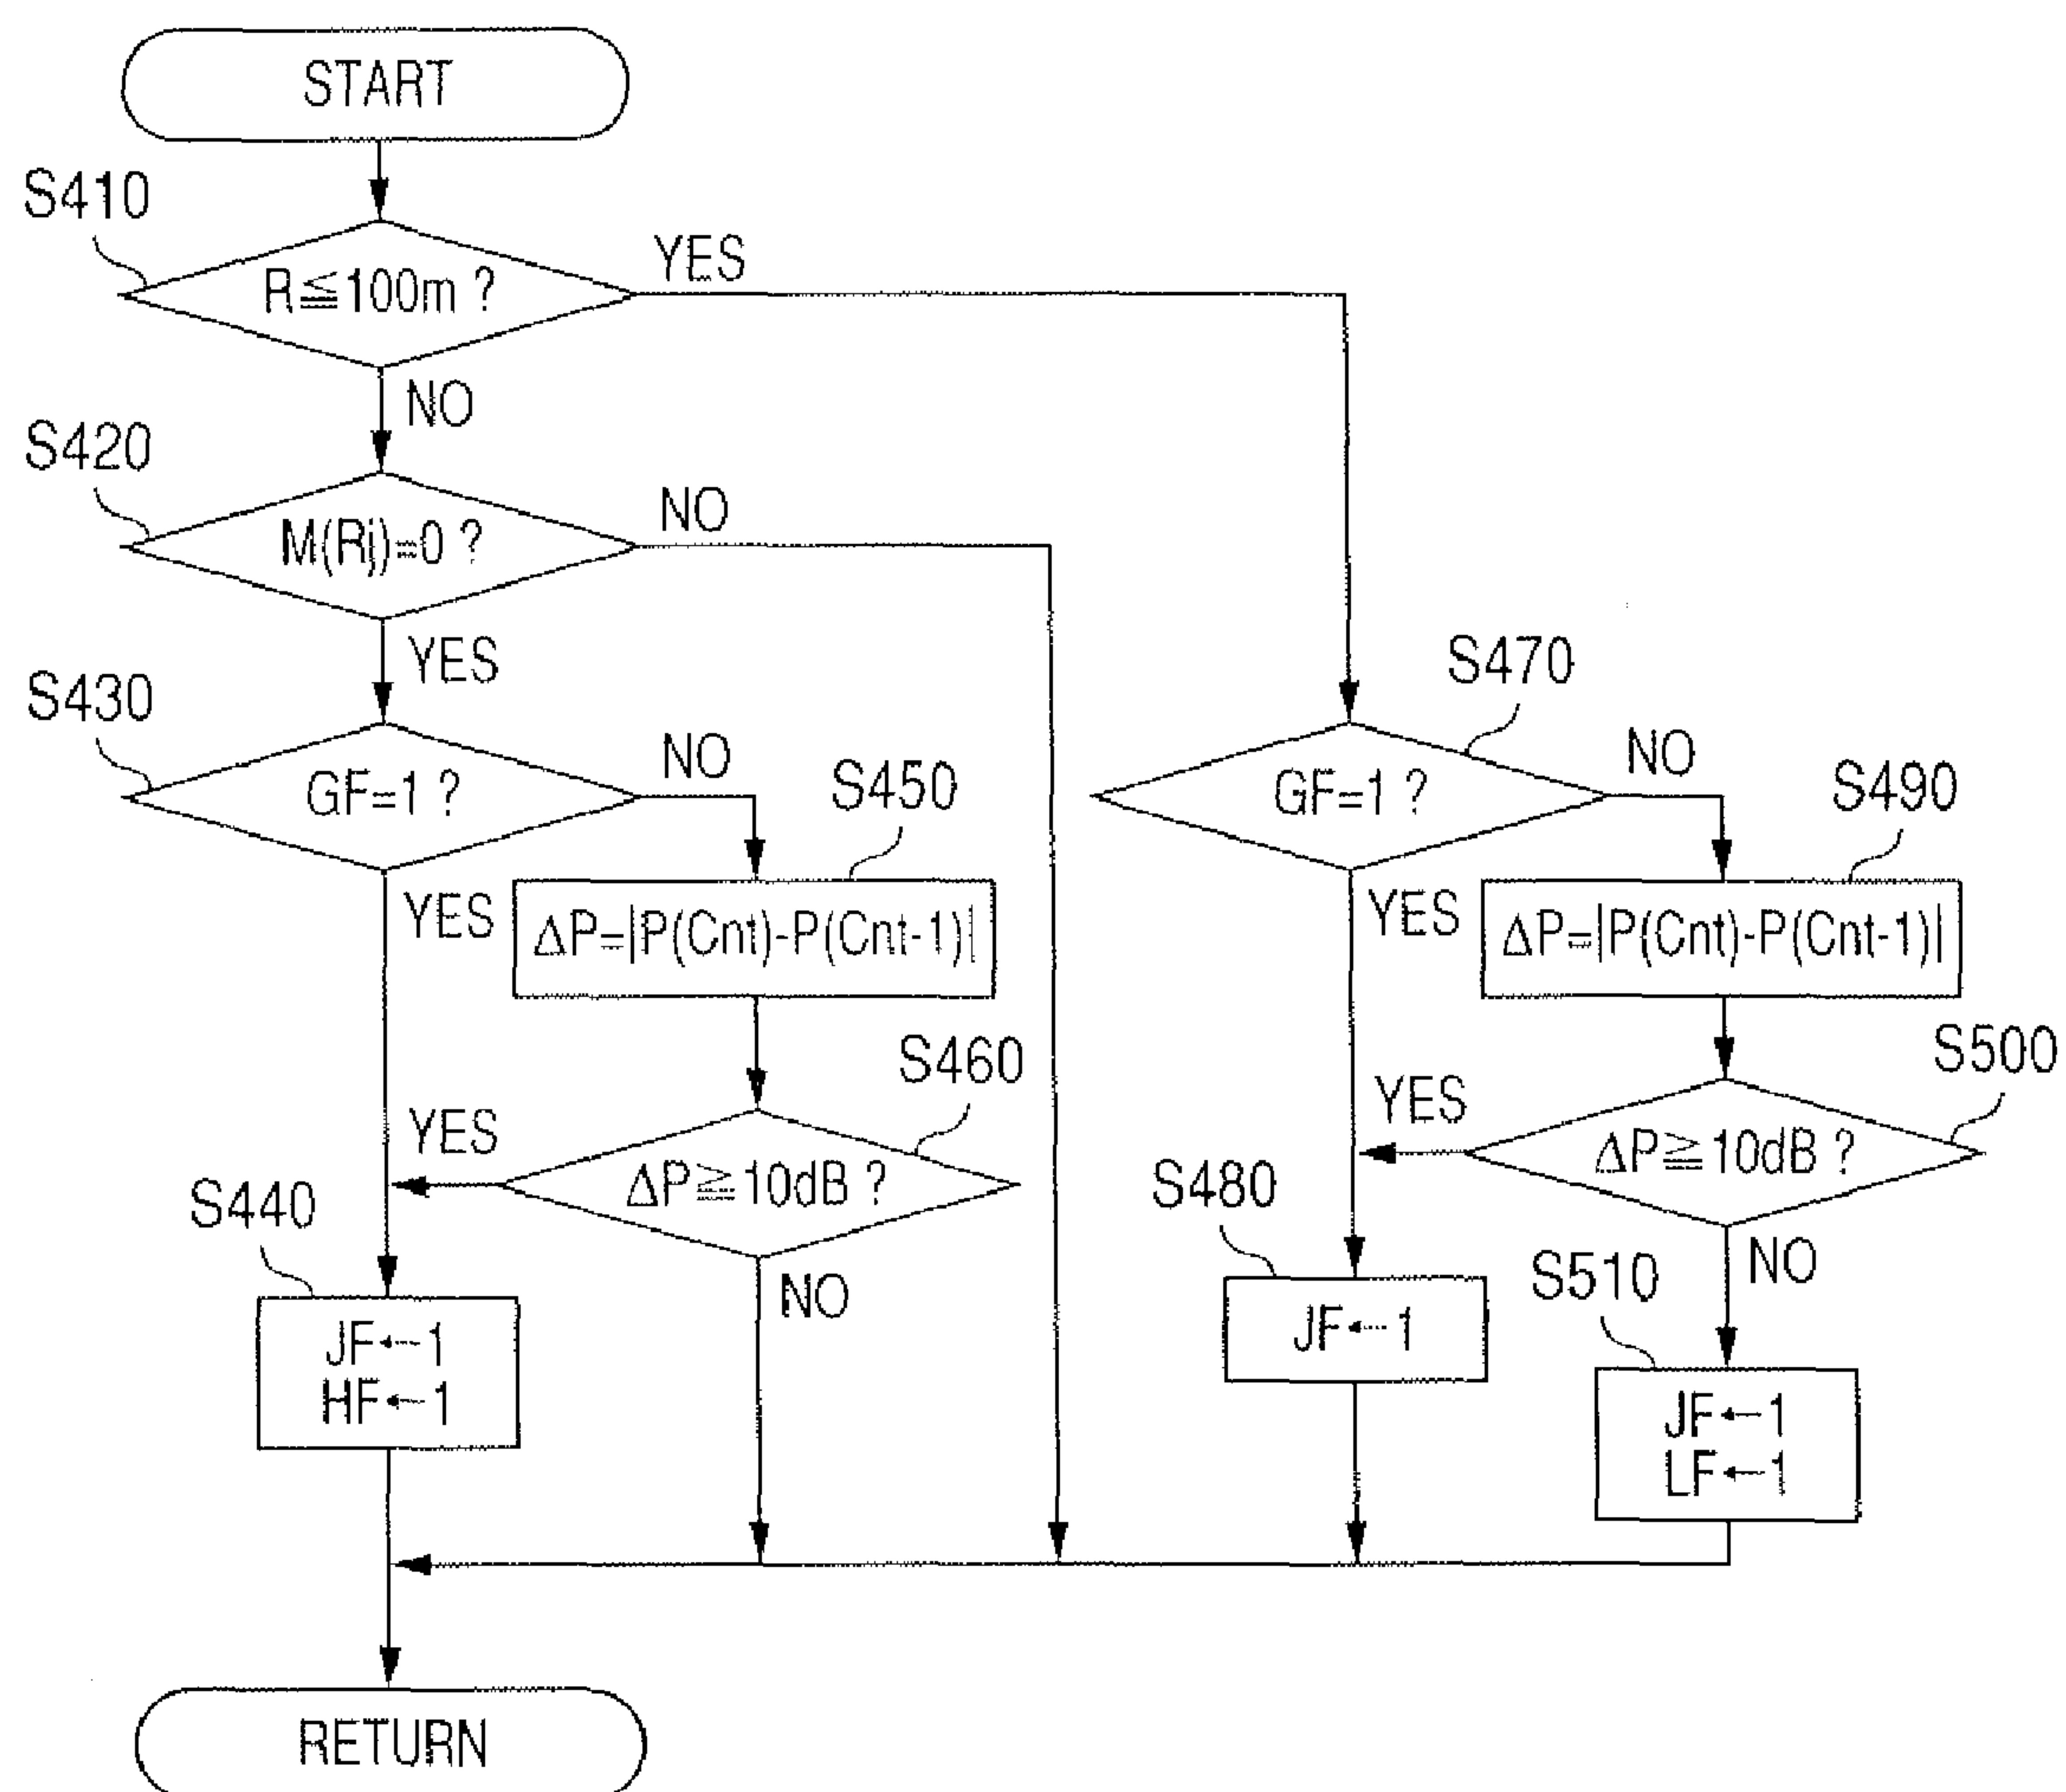 START
S410
R≦100m ?
YES
NO
S420
M(Rj)=0 ?
NO
YES
S430
GF=1 ?
NO
YES
S450
ΔP=|P(Cnt)-P(Cnt-1)|
S460
ΔP≧10dB ?
YES
NO
S440
JF←1
HF←1
S470
GF=1 ?
NO
YES
S490
ΔP=|P(Cnt)-P(Cnt-1)|
S500
ΔP≧10dB ?
YES
NO
S480
JF←1
S510
JF←1
LF←1
RETURN